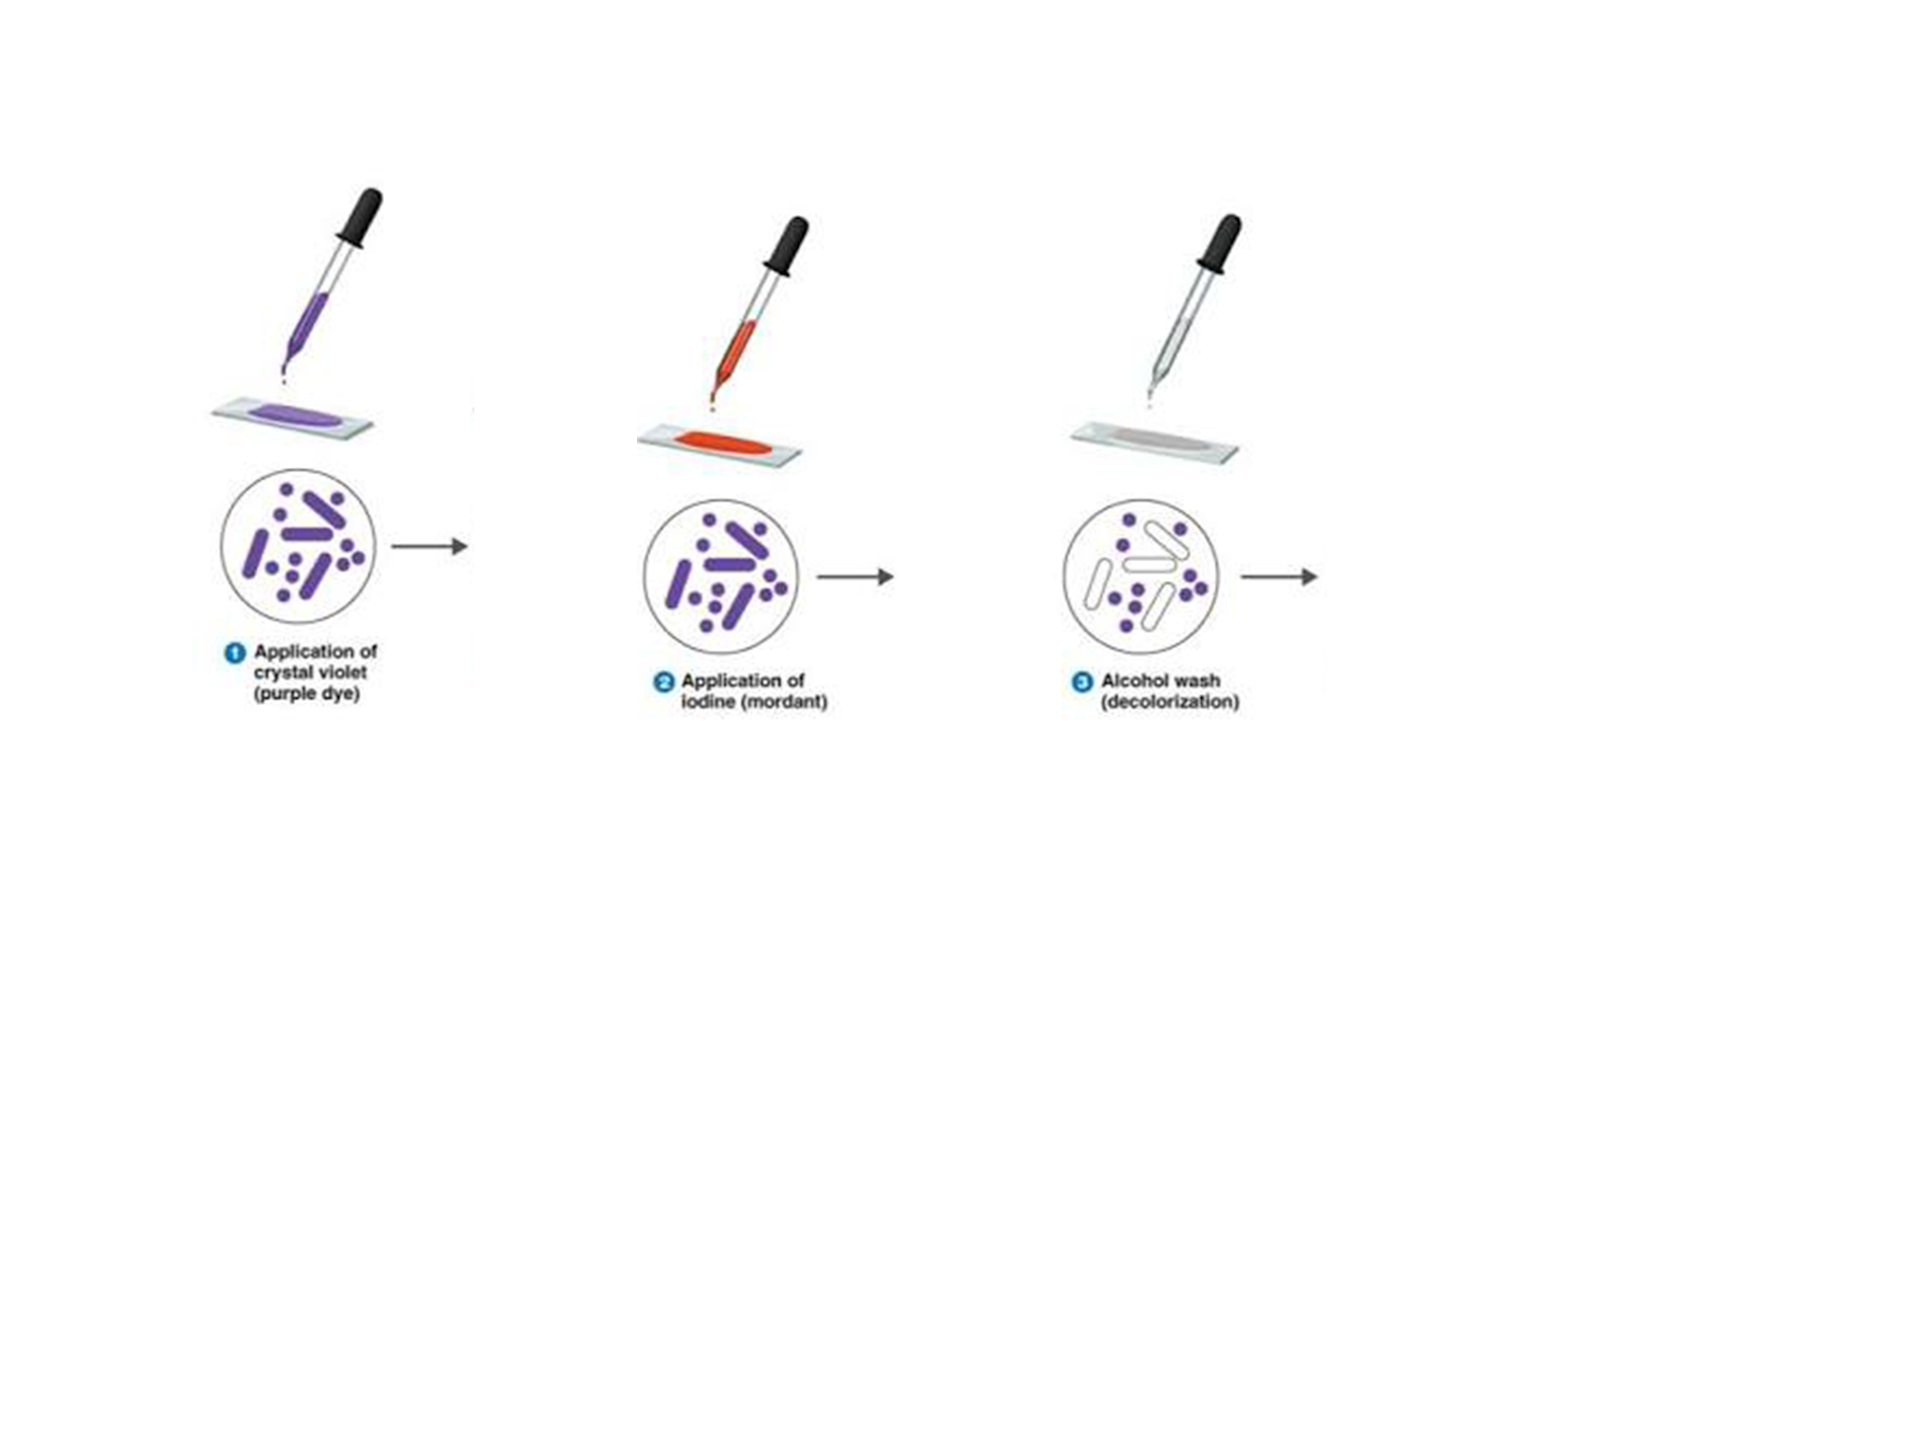 1 Application of
crystal violet
(purple dye)
2 Application of
iodine (mordant)
3 Alcohol wash
(decolorization)